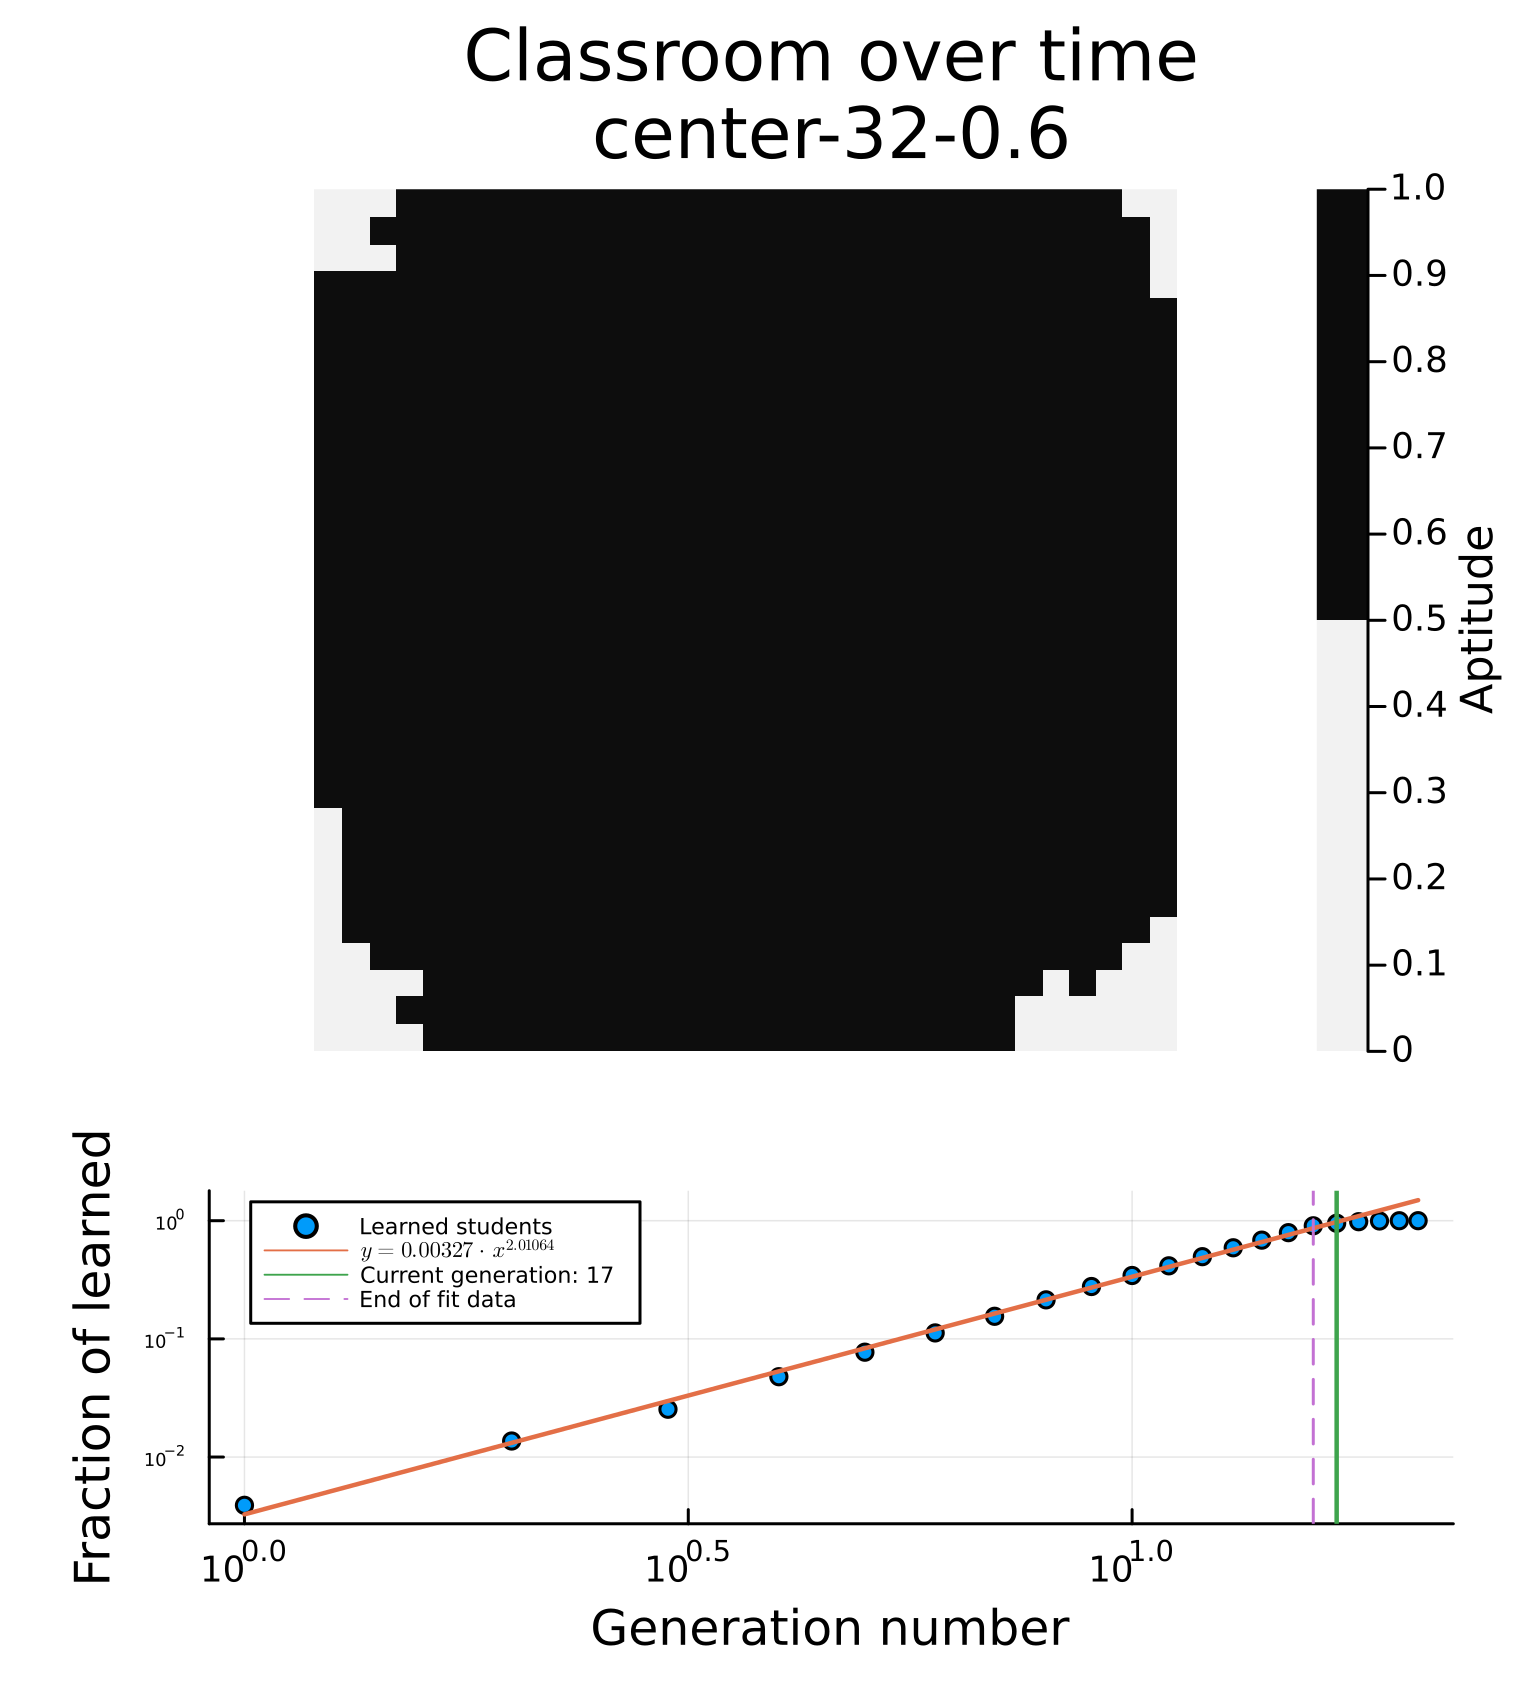 Classroom over time
center-32-0.6
1.0
0.9
0.8
0.7
0.6
0.5
0.4
0.3
0.2
0.1
0
Aptitude
Fraction of learned
10^0
10^−1
10^−2
Learned students
y = 0.00327 · x^2.01064
Current generation: 17
End of fit data
10^0.0
10^0.5
10^1.0
Generation number